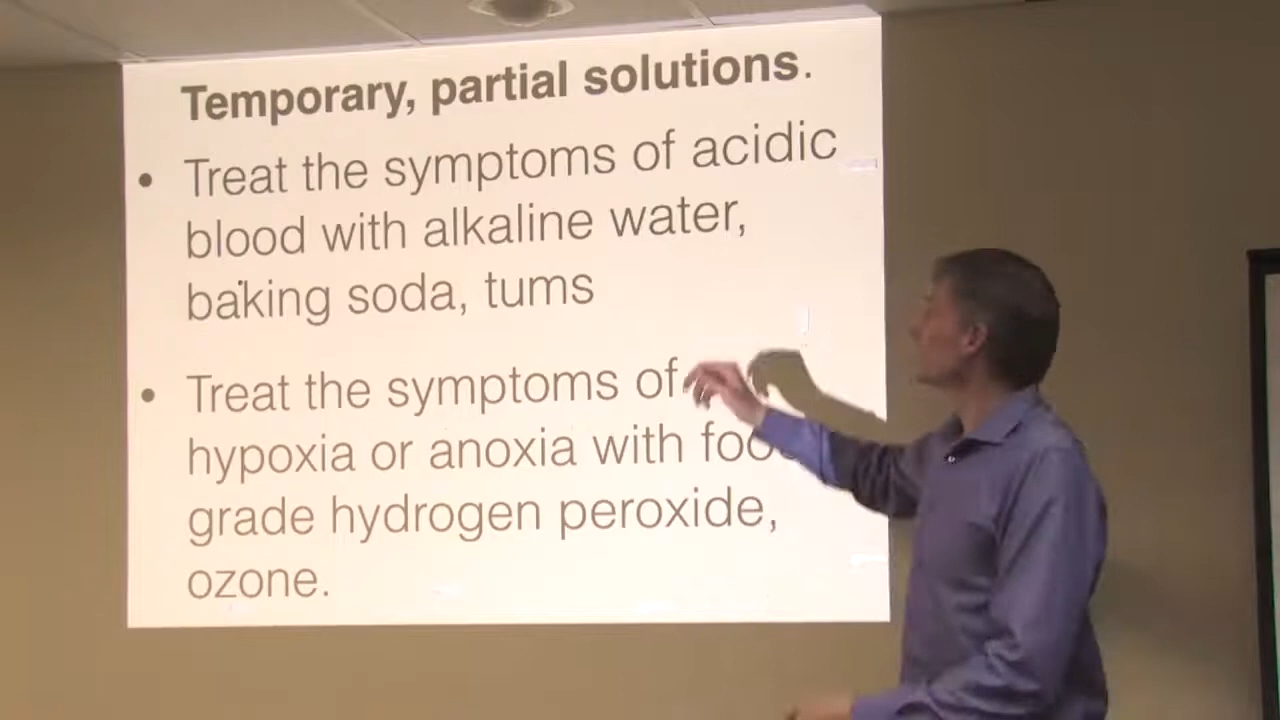 Temporary, partial solutions.
• Treat the symptoms of acidic
blood with alkaline water,
baking soda, tums
• Treat the symptoms of
hypoxia or anoxia with
grade hydrogen peroxide,
ozone.